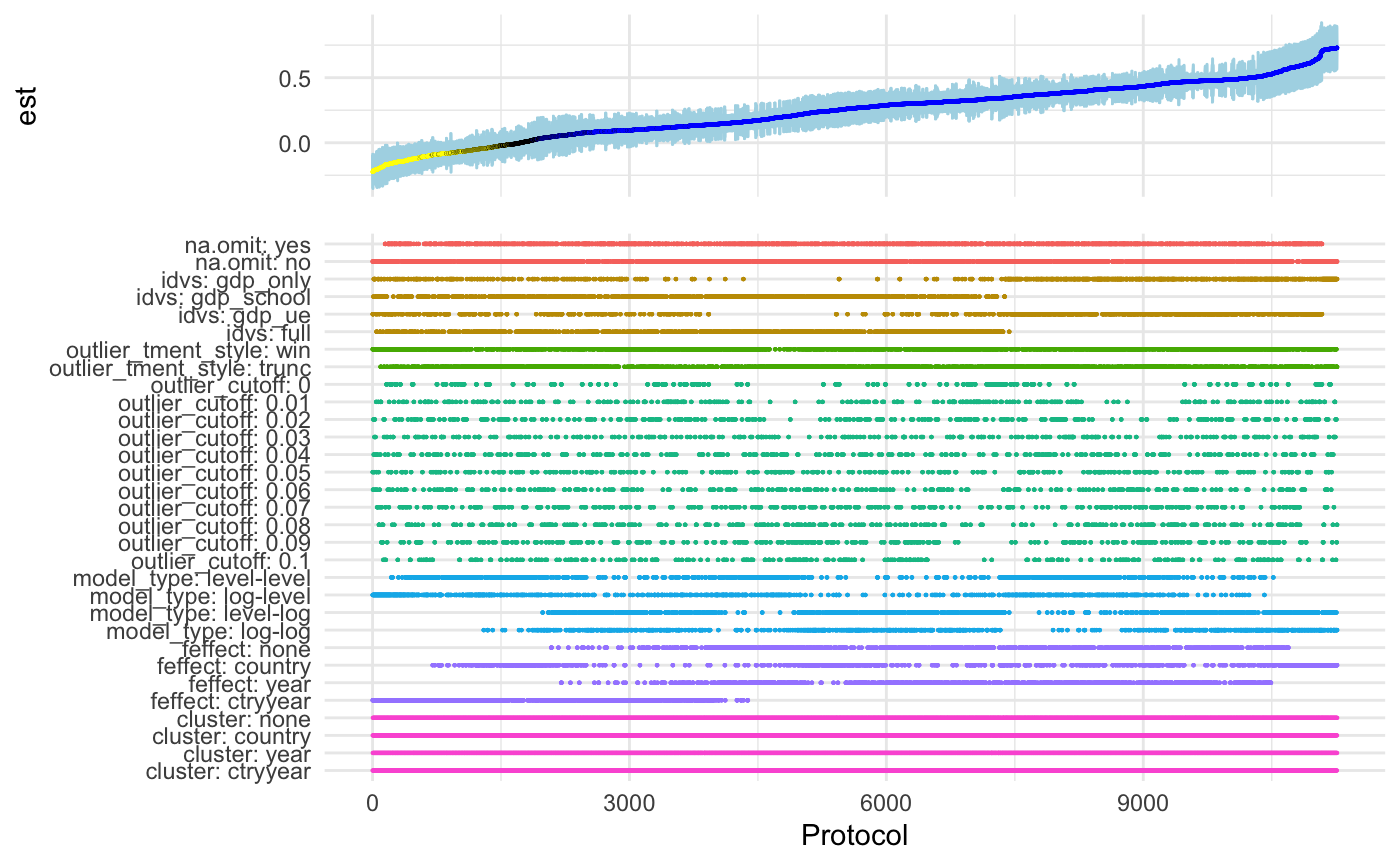 est
0.5
0.0
na.omit: yes
na.omit: no
idvs: gdp_only
idvs: gdp_school
idvs: gdp_ue
idvs: full
outlier_tment_style: win
outlier_tment_style: trunc
outlier_cutoff: 0
outlier_cutoff: 0.01
outlier_cutoff: 0.02
outlier_cutoff: 0.03
outlier_cutoff: 0.04
outlier_cutoff: 0.05
outlier_cutoff: 0.06
outlier_cutoff: 0.07
outlier_cutoff: 0.08
outlier_cutoff: 0.09
outlier_cutoff: 0.1
model_type: level-level
model_type: log-level
model_type: level-log
model_type: log-log
feffect: none
feffect: country
feffect: year
feffect: ctryyear
cluster: none
cluster: country
cluster: year
cluster: ctryyear
0 3000 6000 9000
Protocol